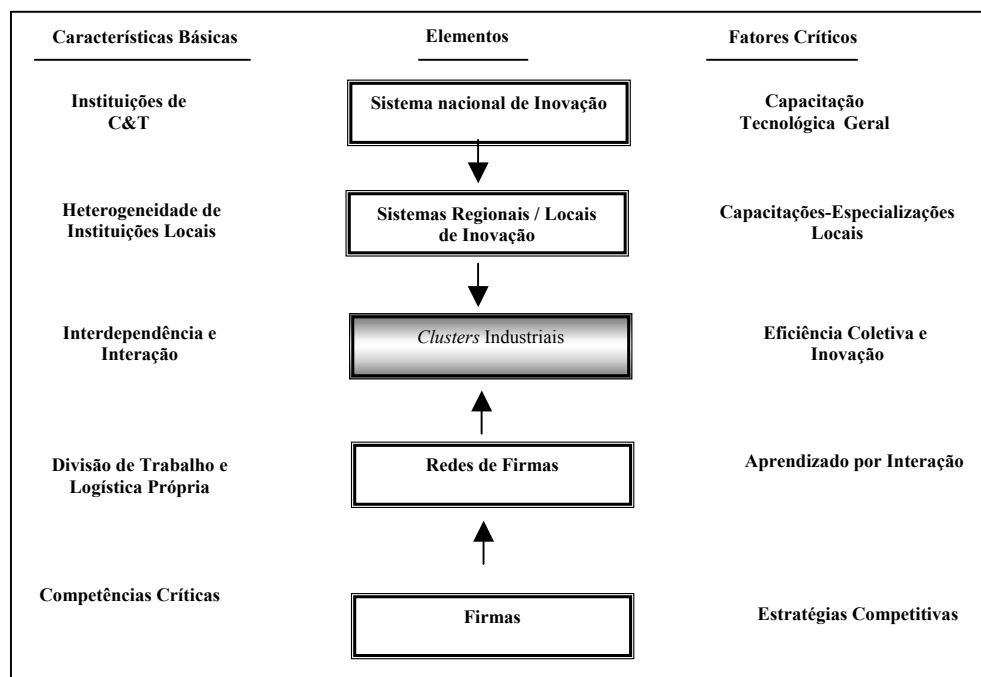 Características Básicas
Elementos
Fatores Críticos
Instituições de
C&T
Sistema nacional de Inovação
Capacitação
Tecnológica Geral
Heterogeneidade de
Instituições Locais
Sistemas Regionais / Locais
de Inovação
Capacitações-Especializações
Locais
Interdependência e
Interação
Clusters Industriais
Eficiência Coletiva e
Inovação
Divisão de Trabalho e
Logística Própria
Redes de Firmas
Aprendizado por Interação
Competências Críticas
Firmas
Estratégias Competitivas